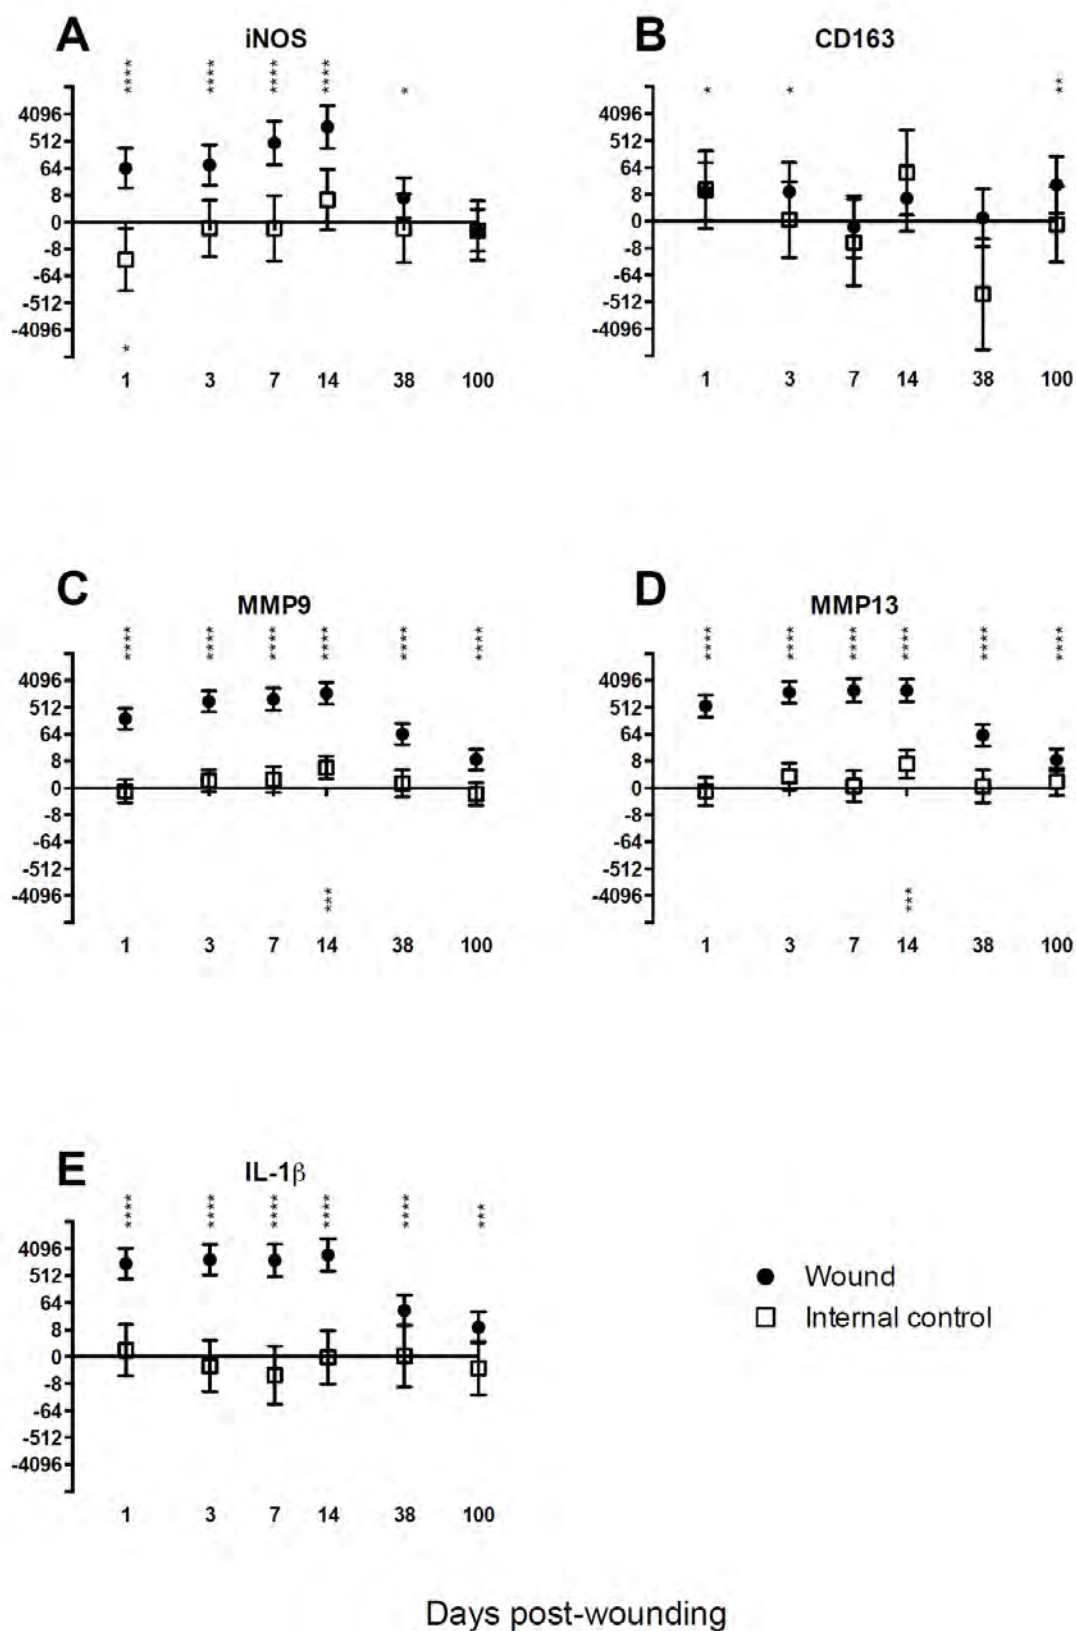 A
iNOS
**** **** **** **** *
4096
512
64
8
0
-8
-64
-512
-4096
*
1 3 7 14 38 100
B
CD163
* * **
4096
512
64
8
0
-8
-64
-512
-4096
1 3 7 14 38 100
C
MMP9
**** **** **** **** **** ****
4096
512
64
8
0
-8
-64
-512
-4096
***
1 3 7 14 38 100
D
MMP13
**** **** **** **** **** ****
4096
512
64
8
0
-8
-64
-512
-4096
***
1 3 7 14 38 100
E
IL-1β
**** **** **** **** **** ***
4096
512
64
8
0
-8
-64
-512
-4096
1 3 7 14 38 100
Wound
Internal control
Days post-wounding